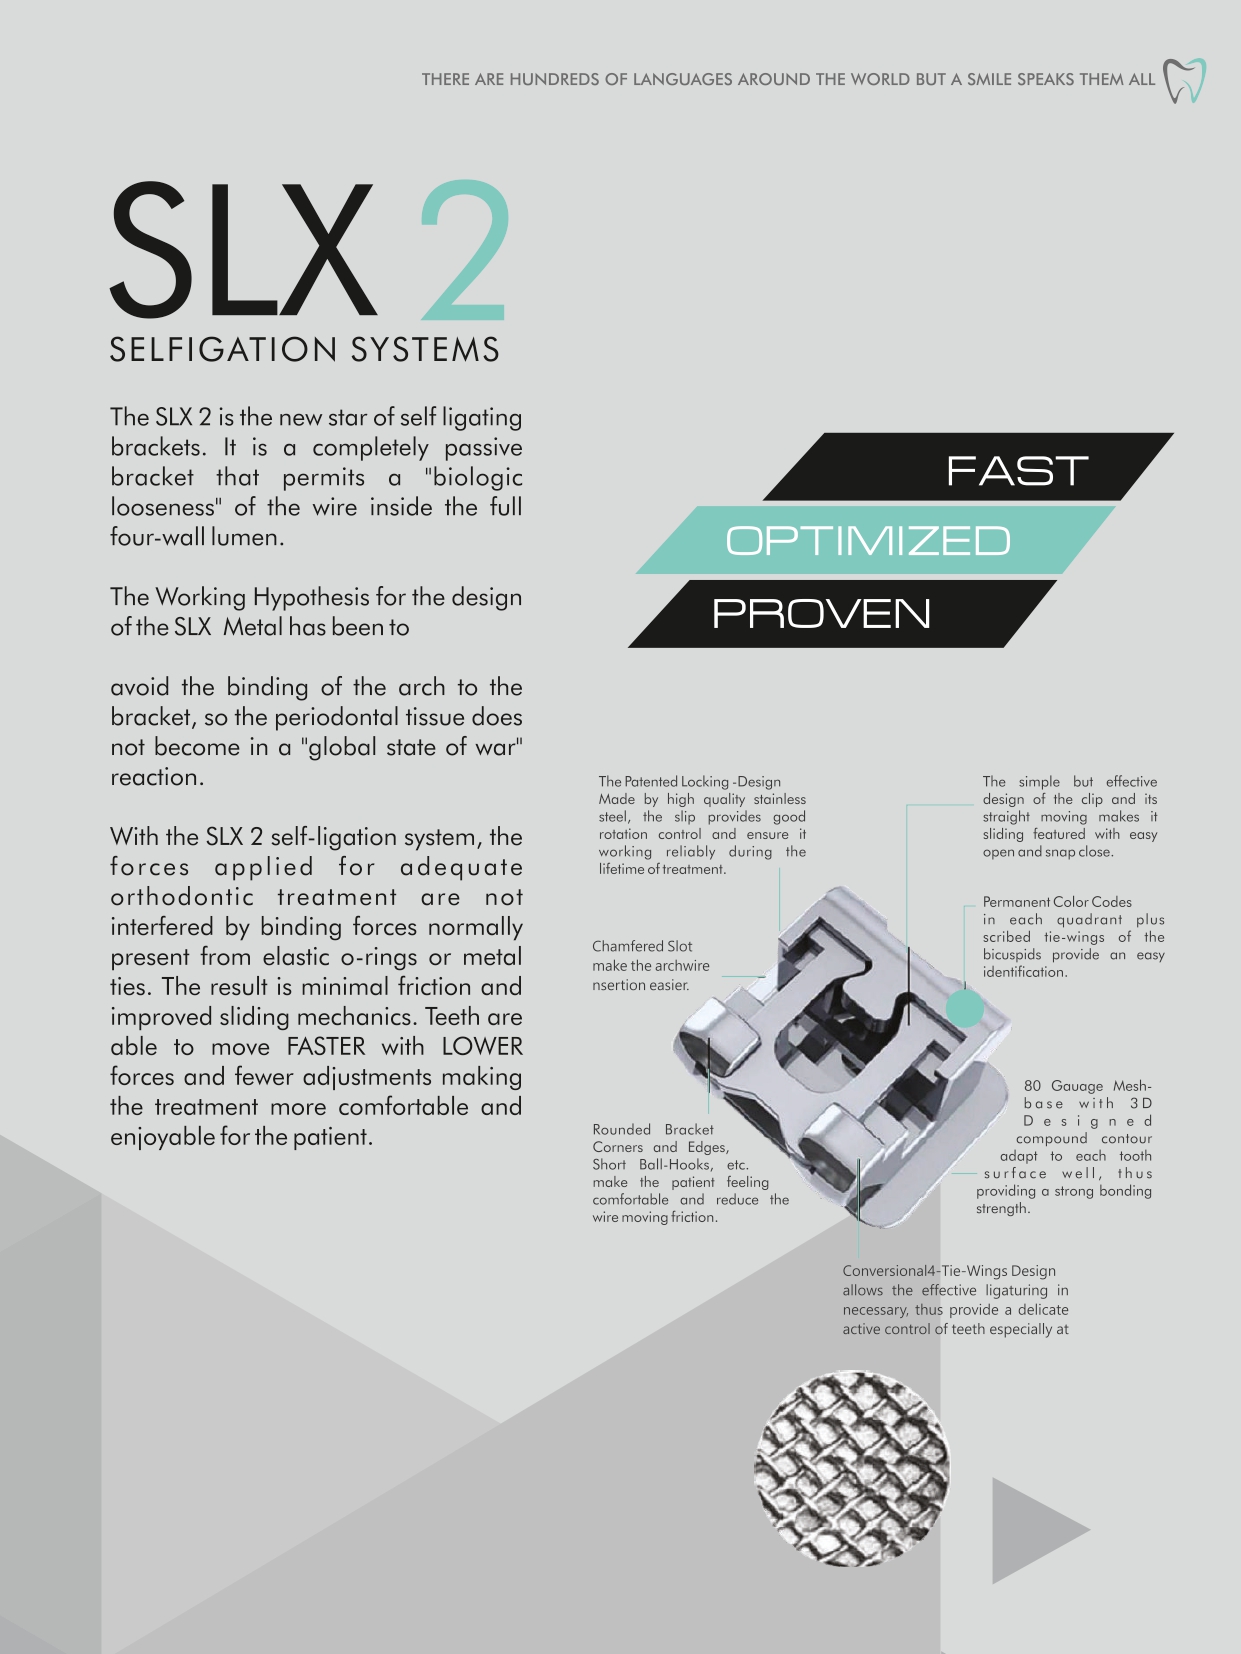 THERE ARE HUNDREDS OF LANGUAGES AROUND THE WORLD BUT A SMILE SPEAKS THEM ALL
SLX 2
SELFIGATION SYSTEMS
The SLX 2 is the new star of self ligating
brackets. It is a completely passive
bracket that permits a "biologic
looseness" of the wire inside the full
four-wall lumen.
The Working Hypothesis for the design
of the SLX Metal has been to
avoid the binding of the arch to the
bracket, so the periodontal tissue does
not become in a "global state of war"
reaction.
With the SLX 2 self-ligation system, the
forces applied for adequate
orthodontic treatment are not
interfered by binding forces normally
present from elastic o-rings or metal
ties. The result is minimal friction and
improved sliding mechanics. Teeth are
able to move FASTER with LOWER
forces and fewer adjustments making
the treatment more comfortable and
enjoyable for the patient.
FAST
OPTIMIZED
PROVEN
The Patented Locking -Design
Made by high quality stainless
steel, the slip provides good
rotation control and ensure it
working reliably during the
lifetime of treatment.
The simple but effective
design of the clip and its
straight moving makes it
sliding featured with easy
open and snap close.
Permanent Color Codes
in each quadrant plus
scribed tie-wings of the
bicuspids provide an easy
identification.
Chamfered Slot
make the archwire
nsertion easier.
80 Gauage Mesh-
base with 3D
Designed
compound contour
adapt to each tooth
surface well, thus
providing a strong bonding
strength.
Rounded Bracket
Corners and Edges,
Short Ball-Hooks, etc.
make the patient feeling
comfortable and reduce the
wire moving friction.
Conversional4-Tie-Wings Design
allows the effective ligaturing in
necessary, thus provide a delicate
active control of teeth especially at